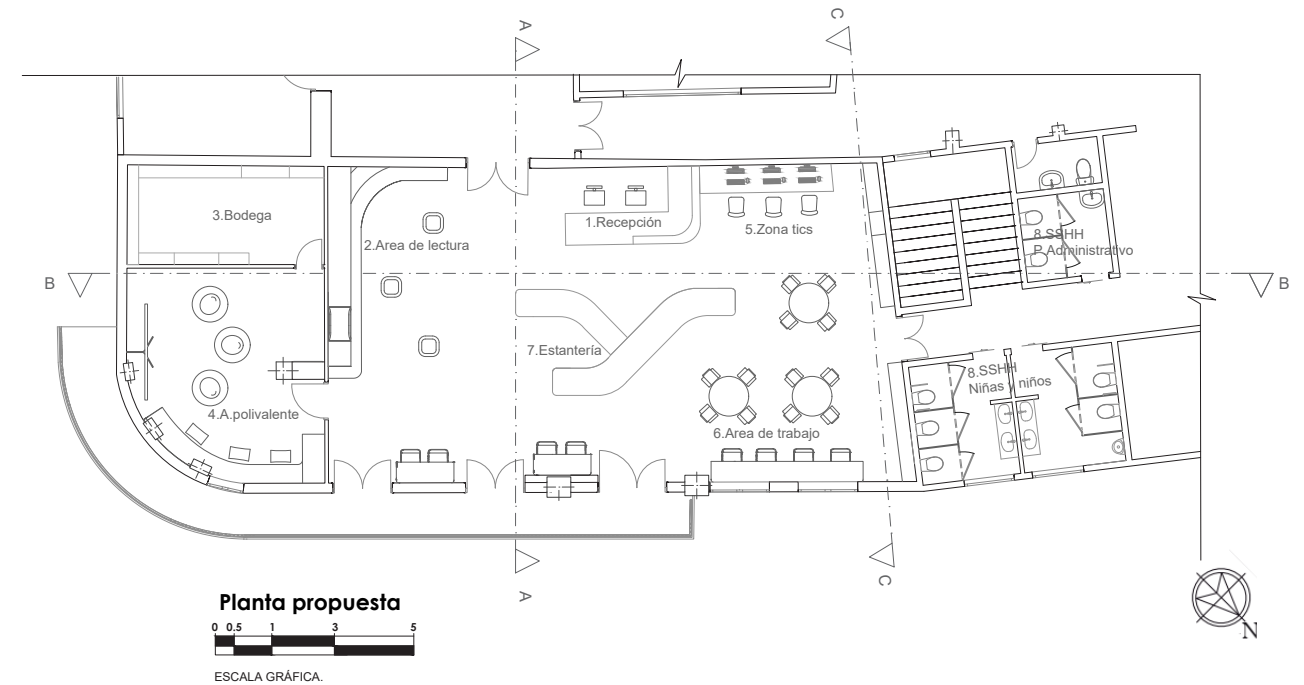 A
C
3.Bodega
1.Recepción
2.Area de lectura
5.Zona tics
8.SSHH
P.Administrativo
B
B
7.Estantería
8.SSHH
Niñas y niños
4.A.polivalente
6.Area de trabajo
A
C
Planta propuesta
0 0.5 1 3 5
ESCALA GRÁFICA.
N